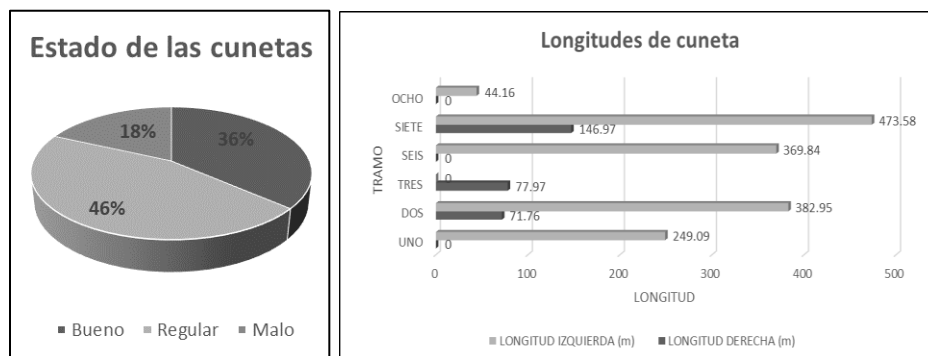 Estado de las cunetas
18%
36%
46%
Bueno Regular Malo
Longitudes de cuneta
TRAMO
OCHO
44.16
0
SIETE
473.58
146.97
SEIS
369.84
0
TRES
0
77.97
DOS
382.95
71.76
UNO
249.09
0
0 100 200 300 400 500
LONGITUD
LONGITUD IZQUIERDA (m) LONGITUD DERECHA (m)